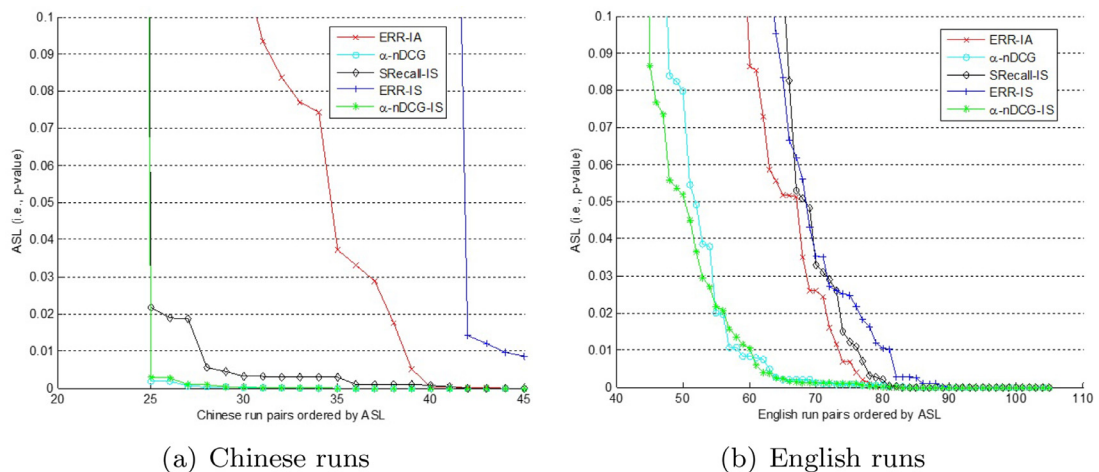 0.1
0.09
0.08
0.07
0.06
0.05
0.04
0.03
0.02
0.01
0
ASL (i.e., p-value)
20 25 30 35 40 45
Chinese run pairs ordered by ASL
ERR-IA
α-nDCG
SRecall-IS
ERR-IS
α-nDCG-IS
(a) Chinese runs
0.1
0.09
0.08
0.07
0.06
0.05
0.04
0.03
0.02
0.01
0
ASL (i.e., p-value)
40 50 60 70 80 90 100 110
English run pairs ordered by ASL
ERR-IA
α-nDCG
SRecall-IS
ERR-IS
α-nDCG-IS
(b) English runs